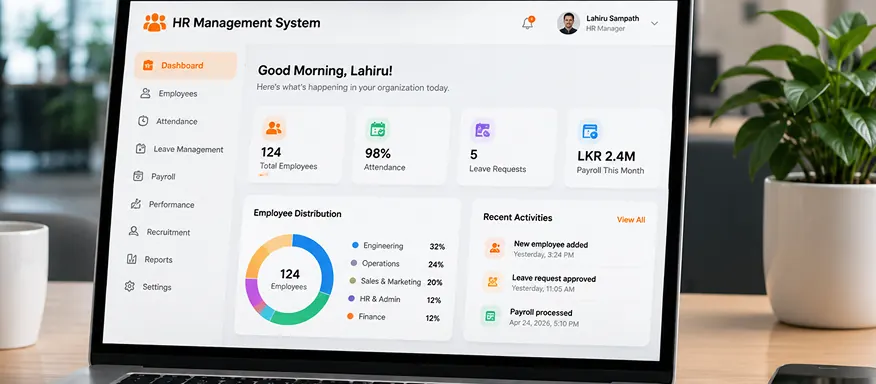 HR Management System
Lahiru Sampath
HR Manager
Dashboard
Employees
Attendance
Leave Management
Payroll
Performance
Recruitment
Reports
Settings
Good Morning, Lahiru!
Here's what's happening in your organization today.
124
Total Employees
98%
Attendance
5
Leave Requests
LKR 2.4M
Payroll This Month
Employee Distribution
124
Employees
Engineering 32%
Operations 24%
Sales & Marketing 20%
HR & Admin 12%
Finance 12%
Recent Activities
View All
New employee added
Yesterday, 3:24 PM
Leave request approved
Yesterday, 11:05 AM
Payroll processed
Apr 24, 2026, 5:10 PM